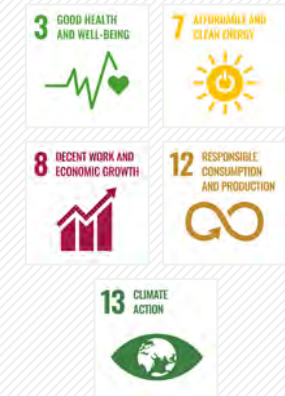 3 GOOD HEALTH
AND WELL-BEING
7 AFFORDABLE AND
CLEAN ENERGY
8 DECENT WORK AND
ECONOMIC GROWTH
12 RESPONSIBLE
CONSUMPTION
AND PRODUCTION
13 CLIMATE
ACTION